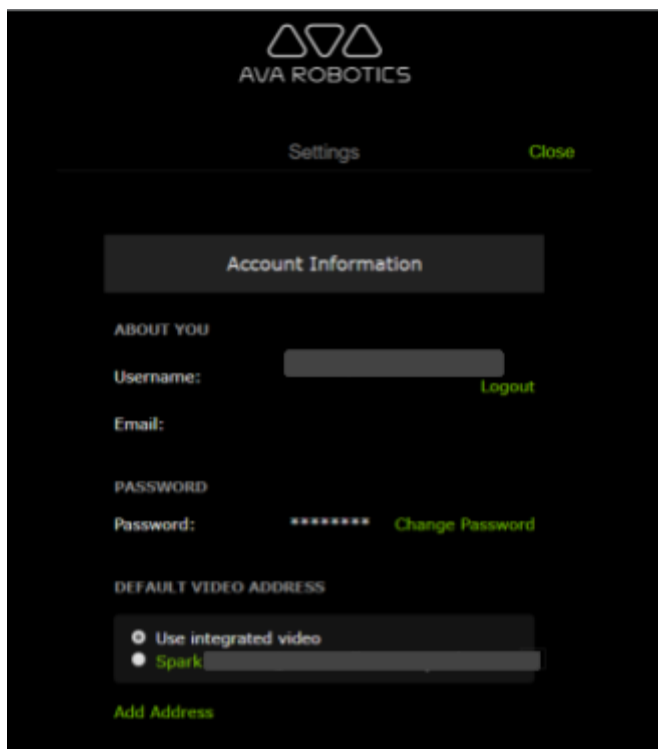 AVA ROBOTICS
Settings Close
Account Information
ABOUT YOU
Username:
Logout
Email:
PASSWORD
Password: ******** Change Password
DEFAULT VIDEO ADDRESS
Use integrated video
Spark
Add Address